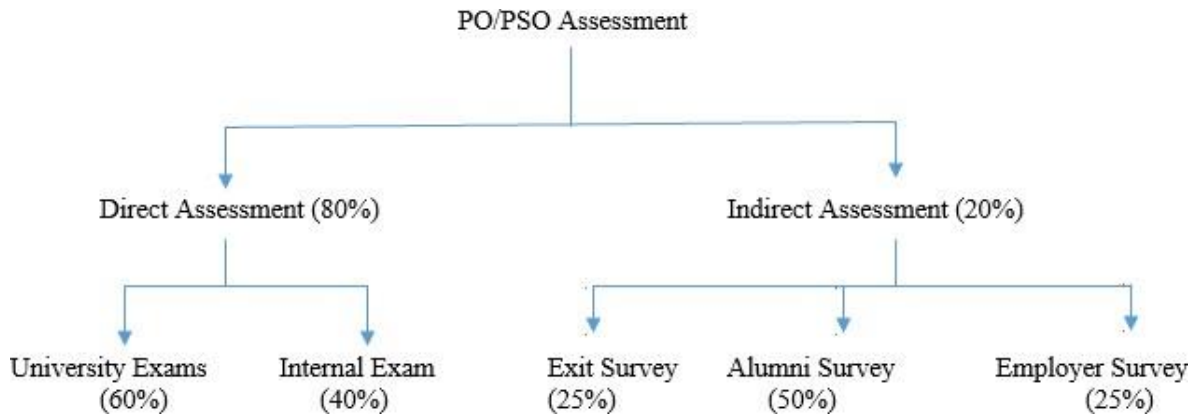 PO/PSO Assessment
Direct Assessment (80%)
Indirect Assessment (20%)
University Exams
(60%)
Internal Exam
(40%)
Exit Survey
(25%)
Alumni Survey
(50%)
Employer Survey
(25%)